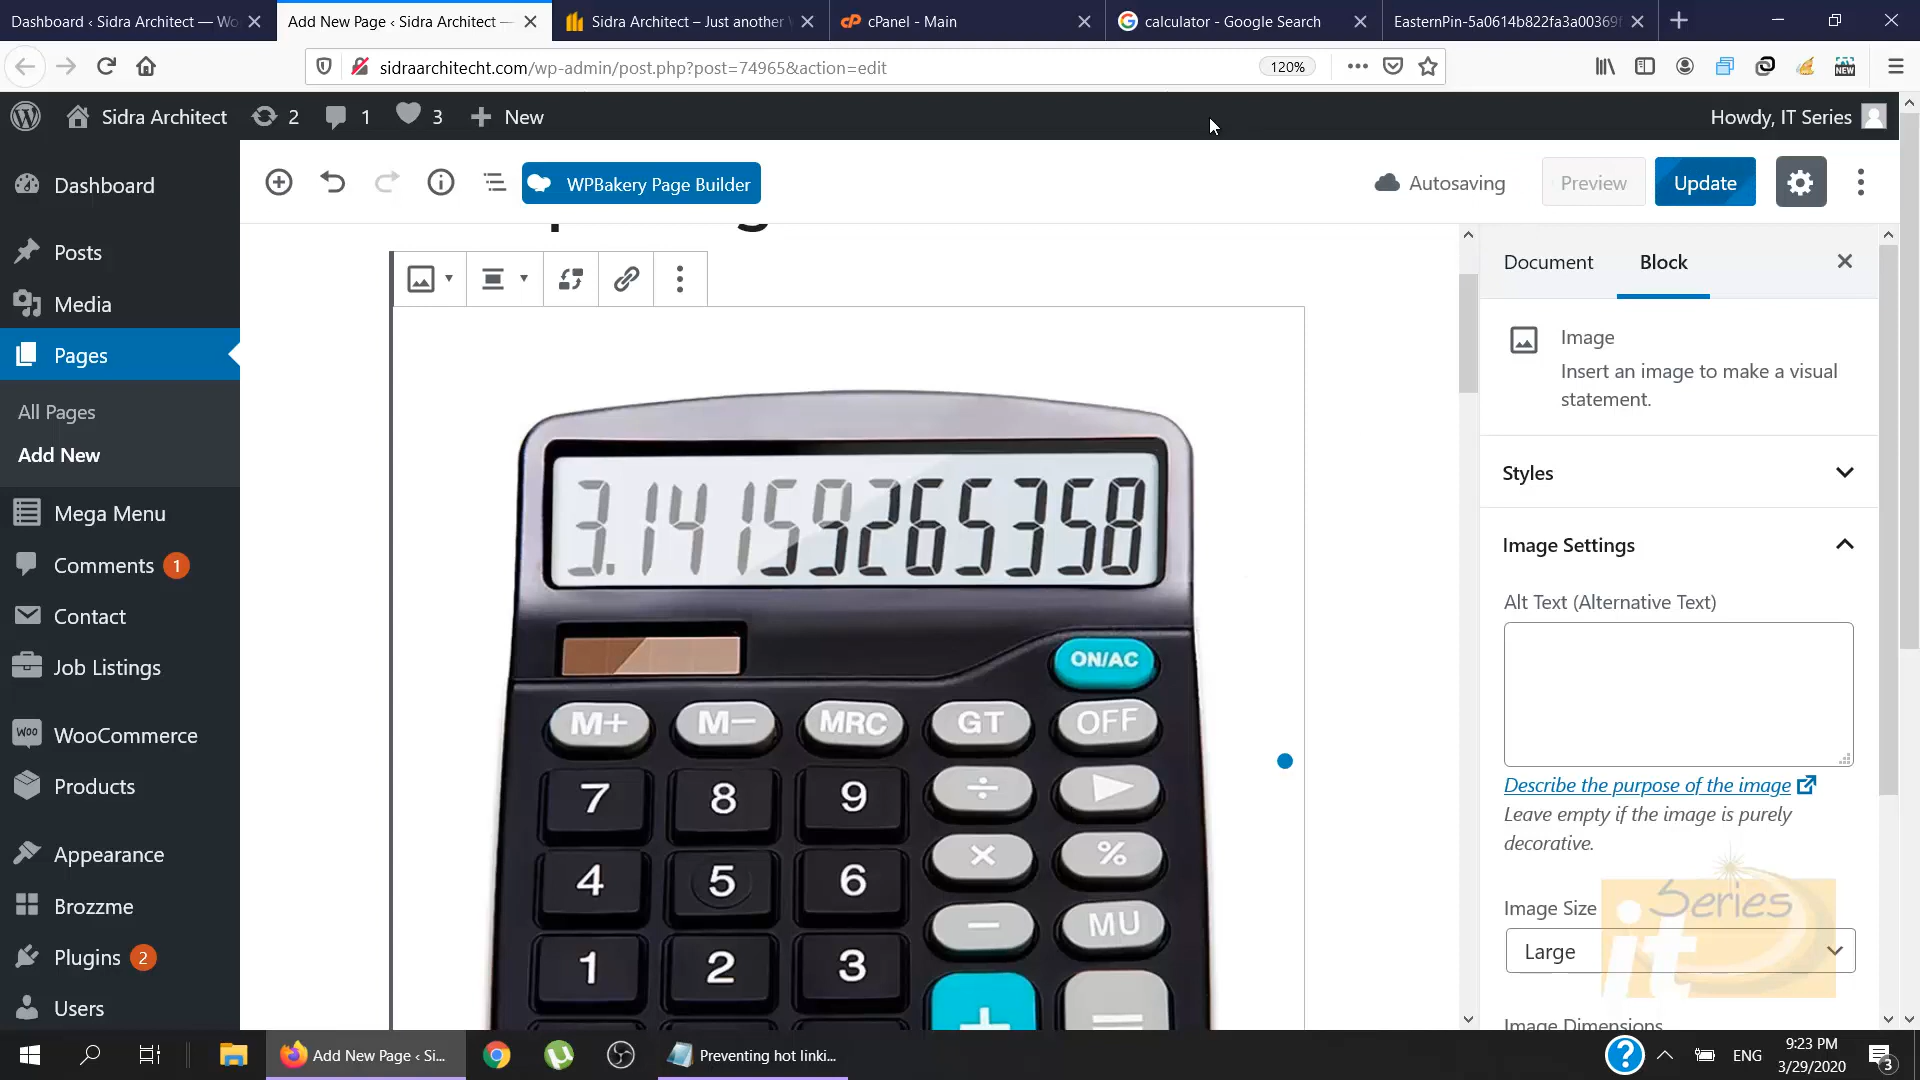 Dashboard ‹ Sidra Architect — Wo
Add New Page ‹ Sidra Architect —
Sidra Architect – Just another
cPanel - Main
calculator - Google Search
EasternPin-5a0614b822fa3a00369
sidraarchitecht.com/wp-admin/post.php?post=74965&action=edit
120%
NEW
Sidra Architect
2
1
3
New
Howdy, IT Series
Dashboard
Posts
Media
Pages
All Pages
Add New
Mega Menu
Comments 1
Contact
Job Listings
WooCommerce
Products
Appearance
Brozzme
Plugins 2
Users
WPBakery Page Builder
Autosaving
Preview
Update
ON/AC
M+ M− MRC GT OFF
7 8 9 ÷ ▶
4 5 6 × %
1 2 3 − MU
+ =
Document
Block
Image
Insert an image to make a visual
statement.
Styles
Image Settings
Alt Text (Alternative Text)
Describe the purpose of the image
Leave empty if the image is purely
decorative.
Image Size
Large
Image Dimensions
it Series
Add New Page ‹ Si...
Preventing hot linki...
ENG
9:23 PM
3/29/2020
3